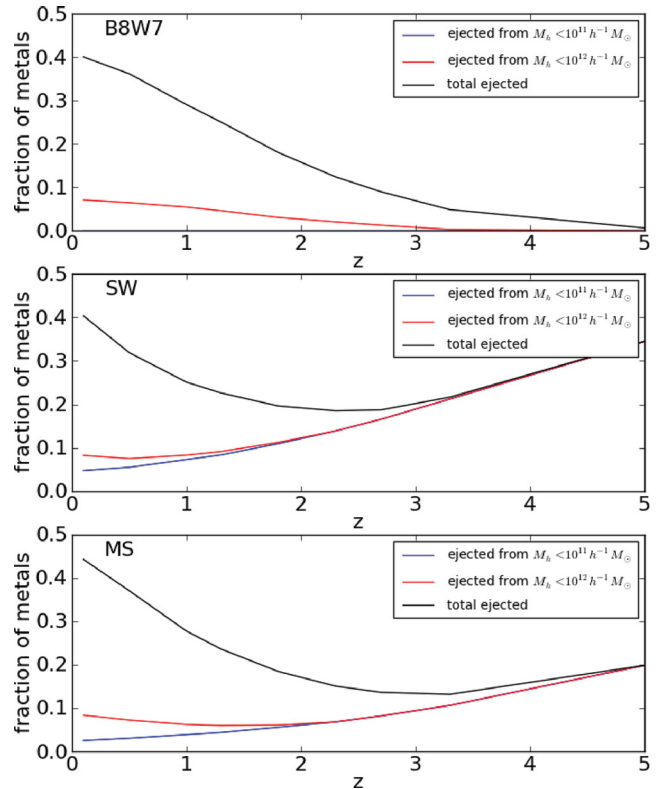 B8W7
ejected from $M_h < 10^{11} h^{-1} M_\odot$
ejected from $M_h < 10^{12} h^{-1} M_\odot$
total ejected
fraction of metals
0.5
0.4
0.3
0.2
0.1
0.0
0 1 2 3 4 5
z
SW
ejected from $M_h < 10^{11} h^{-1} M_\odot$
ejected from $M_h < 10^{12} h^{-1} M_\odot$
total ejected
fraction of metals
0.5
0.4
0.3
0.2
0.1
0.0
0 1 2 3 4 5
z
MS
ejected from $M_h < 10^{11} h^{-1} M_\odot$
ejected from $M_h < 10^{12} h^{-1} M_\odot$
total ejected
fraction of metals
0.5
0.4
0.3
0.2
0.1
0.0
0 1 2 3 4 5
z